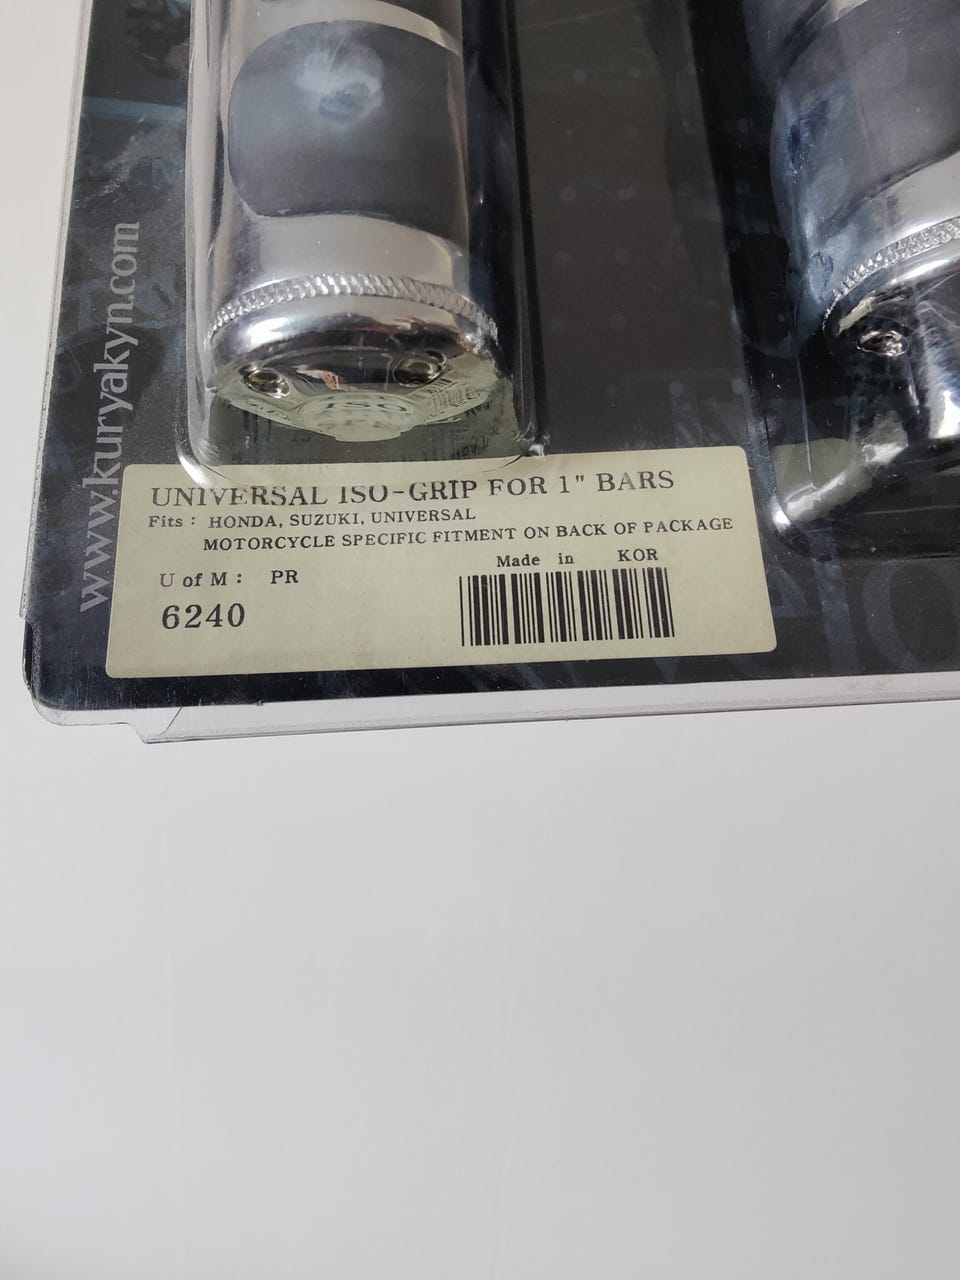 www.kuryakyn.com
ISO
UNIVERSAL ISO-GRIP FOR 1" BARS
Fits : HONDA, SUZUKI, UNIVERSAL
MOTORCYCLE SPECIFIC FITMENT ON BACK OF PACKAGE
Made in KOR
U of M : PR
6240